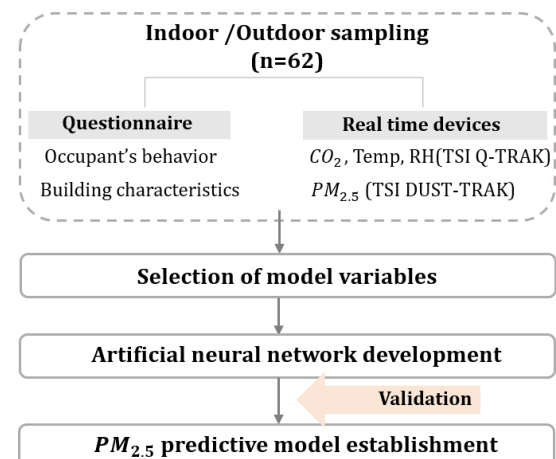 Indoor /Outdoor sampling
(n=62)
Questionnaire
Occupant's behavior
Building characteristics
Real time devices
CO₂, Temp, RH(TSI Q-TRAK)
PM₂.₅ (TSI DUST-TRAK)
Selection of model variables
Artificial neural network development
Validation
PM₂.₅ predictive model establishment